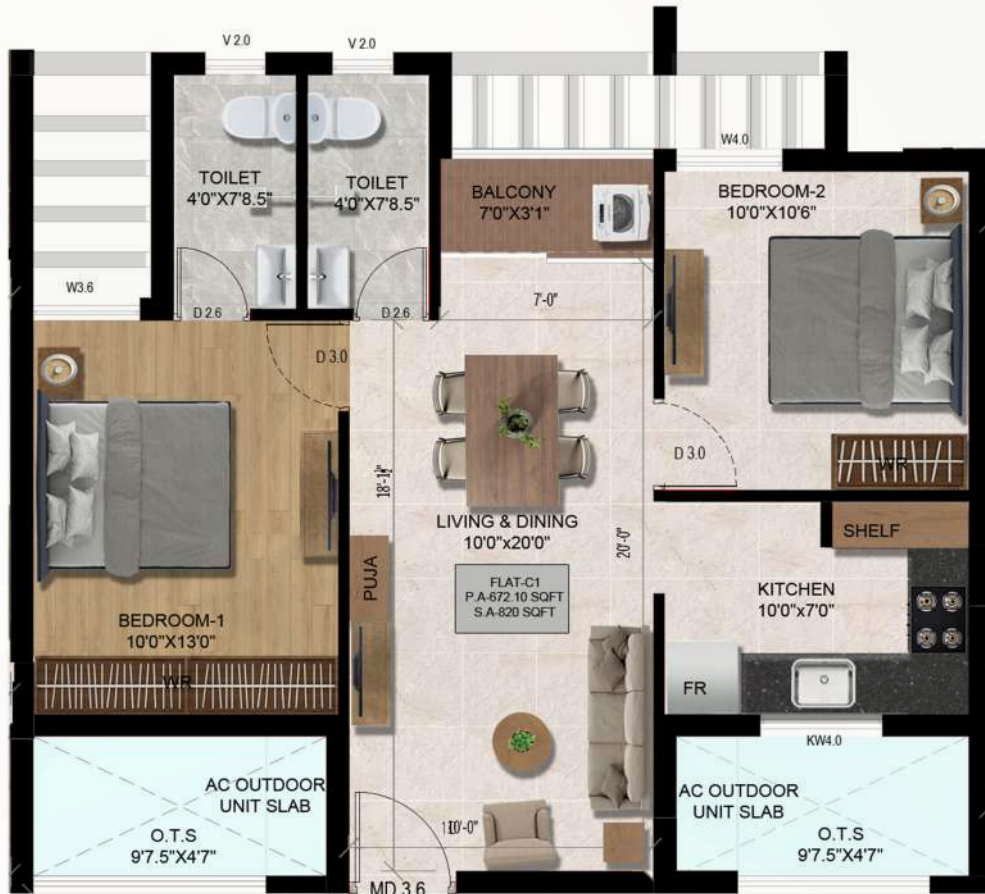 V 2.0
V 2.0
W4.0
TOILET
4'0"X7'8.5"
TOILET
4'0"X7'8.5"
BALCONY
7'0"X3'1"
BEDROOM-2
10'0"X10'6"
W3.6
D 2.6
D 2.6
7'-0"
D 3.0
D 3.0
WR
18'-1½"
LIVING & DINING
10'0"x20'0"
20'-0"
SHELF
PUJA
FLAT-C1
P.A-672.10 SQFT
S.A-820 SQFT
KITCHEN
10'0"x7'0"
BEDROOM-1
10'0"X13'0"
WR
FR
KW4.0
AC OUTDOOR
UNIT SLAB
O.T.S
9'7.5"X4'7"
10'-0"
MD 3.6
AC OUTDOOR
UNIT SLAB
O.T.S
9'7.5"X4'7"